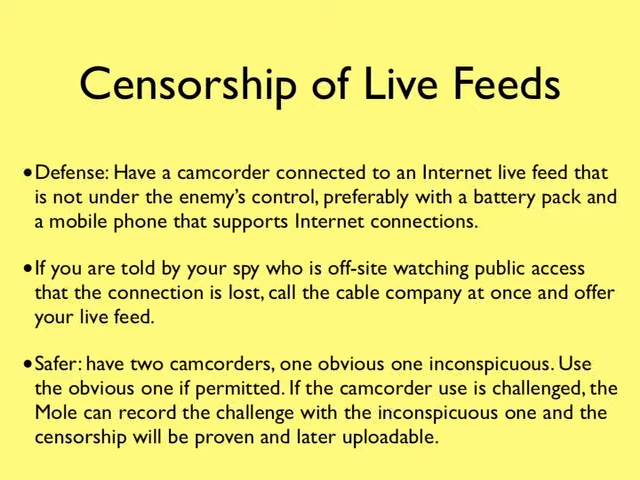 Censorship of Live Feeds
•Defense: Have a camcorder connected to an Internet live feed that
is not under the enemy's control, preferably with a battery pack and
a mobile phone that supports Internet connections.
•If you are told by your spy who is off-site watching public access
that the connection is lost, call the cable company at once and offer
your live feed.
•Safer: have two camcorders, one obvious one inconspicuous. Use
the obvious one if permitted. If the camcorder use is challenged, the
Mole can record the challenge with the inconspicuous one and the
censorship will be proven and later uploadable.